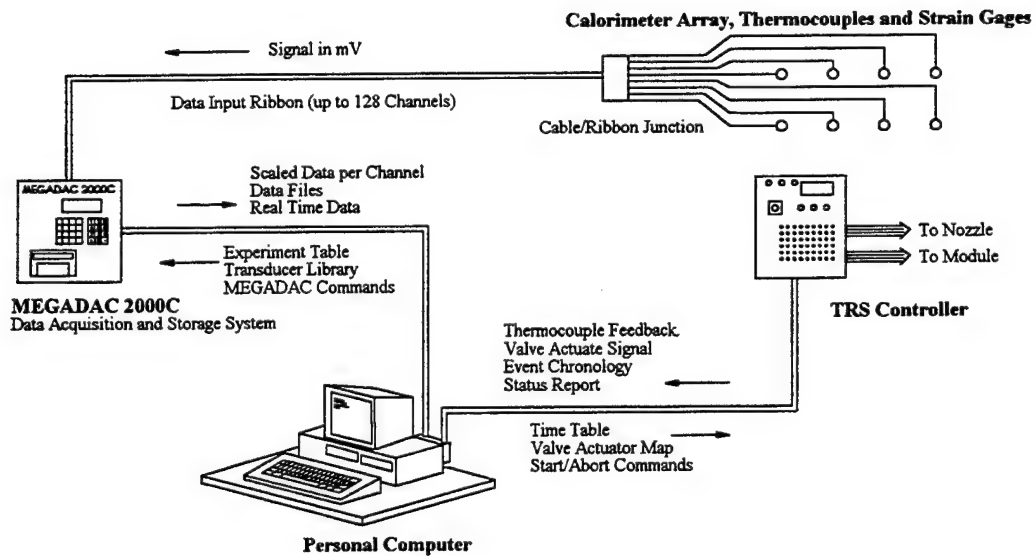 Calorimeter Array, Thermocouples and Strain Gages
Signal in mV
Data Input Ribbon (up to 128 Channels)
Cable/Ribbon Junction
MEGADAC 2000C
Scaled Data per Channel
Data Files
Real Time Data
Experiment Table
Transducer Library
MEGADAC Commands
MEGADAC 2000C
Data Acquisition and Storage System
To Nozzle
To Module
TRS Controller
Thermocouple Feedback
Valve Actuate Signal
Event Chronology
Status Report
Time Table
Valve Actuator Map
Start/Abort Commands
Personal Computer